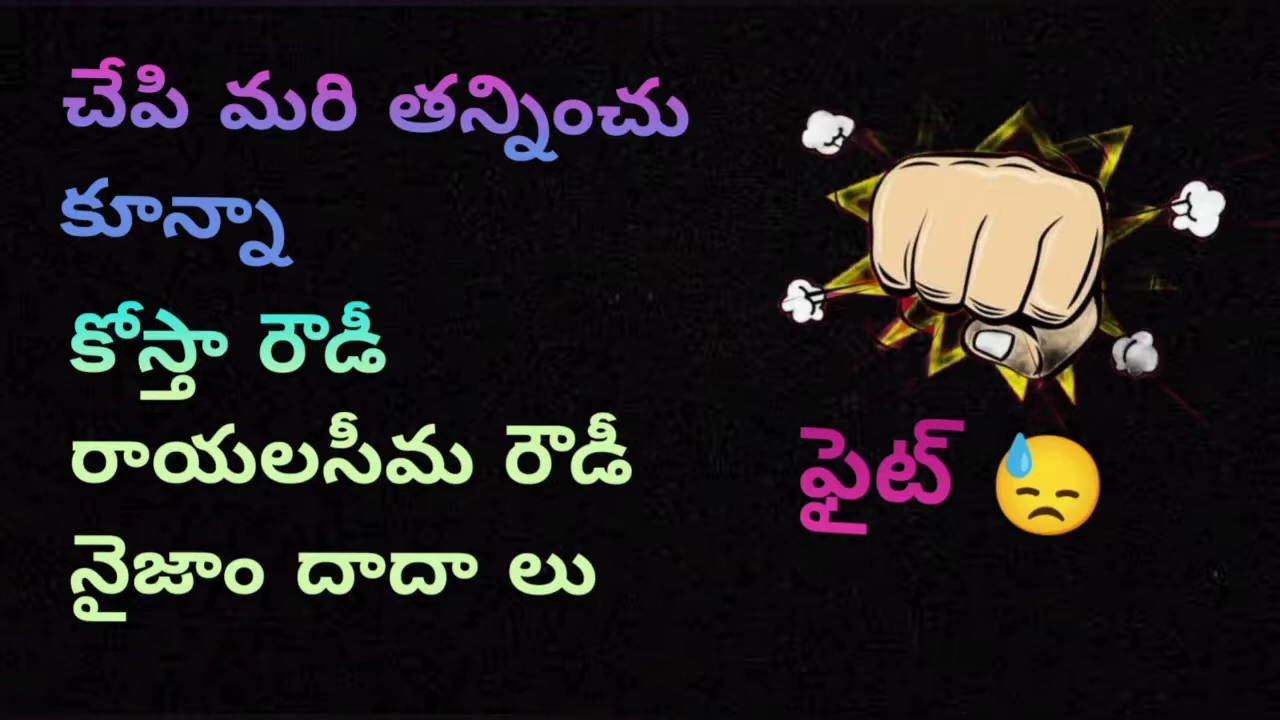 చేపి మరి తన్నించు
కూన్నా
కోస్తా రౌడీ
రాయలసీమ రౌడీ
నైజాం దాదా లు
ఫైట్ 😓